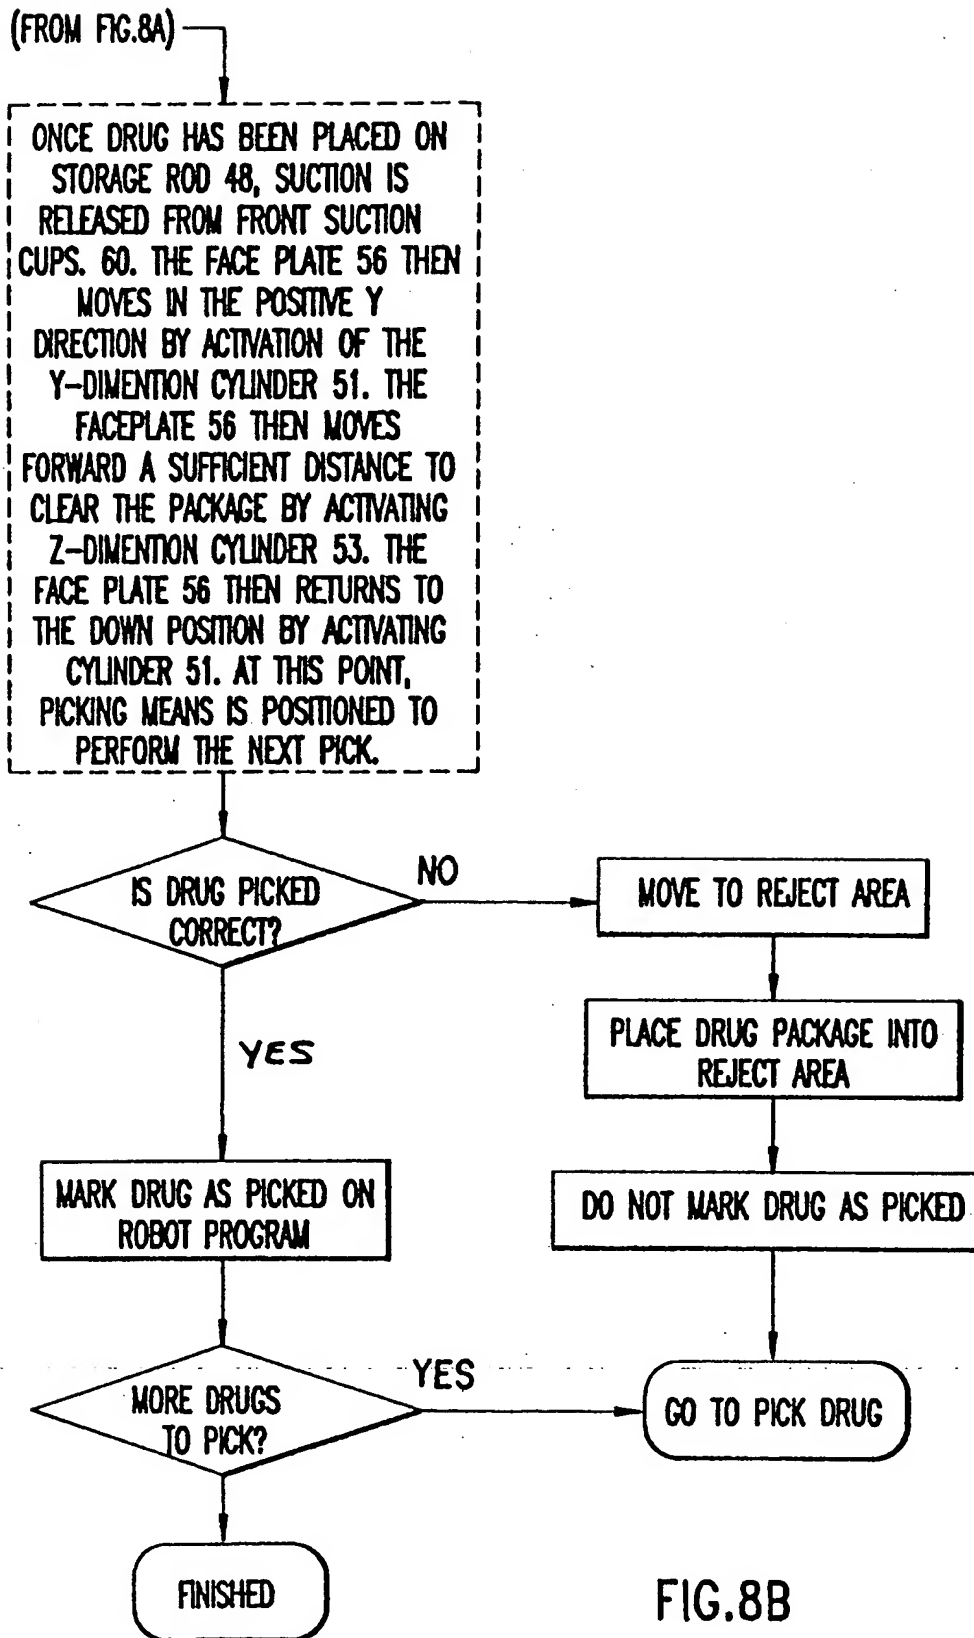 (FROM FIG.8A)
ONCE DRUG HAS BEEN PLACED ON
STORAGE ROD 48, SUCTION IS
RELEASED FROM FRONT SUCTION
CUPS. 60. THE FACE PLATE 56 THEN
MOVES IN THE POSITIVE Y
DIRECTION BY ACTIVATION OF THE
Y-DIMENTION CYLINDER 51. THE
FACEPLATE 56 THEN MOVES
FORWARD A SUFFICIENT DISTANCE TO
CLEAR THE PACKAGE BY ACTIVATING
Z-DIMENTION CYLINDER 53. THE
FACE PLATE 56 THEN RETURNS TO
THE DOWN POSITION BY ACTIVATING
CYLINDER 51. AT THIS POINT,
PICKING MEANS IS POSITIONED TO
PERFORM THE NEXT PICK.
IS DRUG PICKED
CORRECT?
NO
MOVE TO REJECT AREA
PLACE DRUG PACKAGE INTO
REJECT AREA
YES
MARK DRUG AS PICKED ON
ROBOT PROGRAM
DO NOT MARK DRUG AS PICKED
MORE DRUGS
TO PICK?
YES
GO TO PICK DRUG
FINISHED
FIG.8B